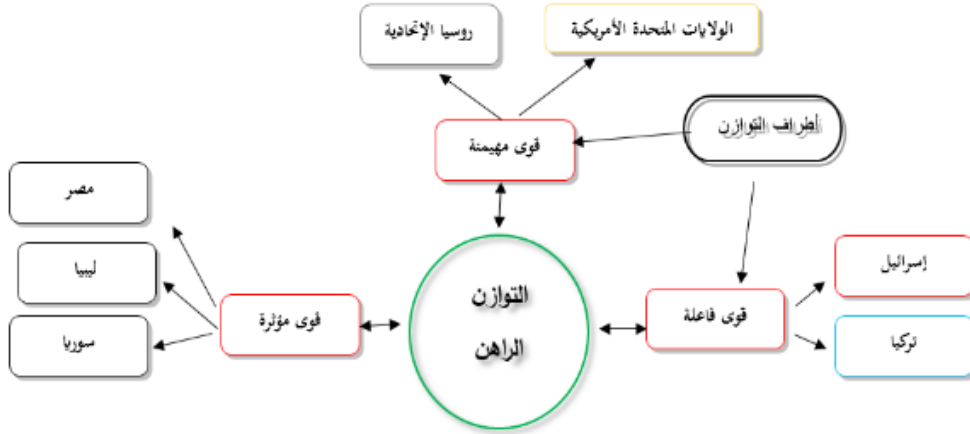 الولايات المتحدة الأمريكية
روسيا الإتحادية
أطراف التوازن
قوى مهيمنة
مصر
ليبيا
سوريا
قوى مؤثرة
التوازن
الراهن
قوى فاعلة
إسرائيل
تركيا